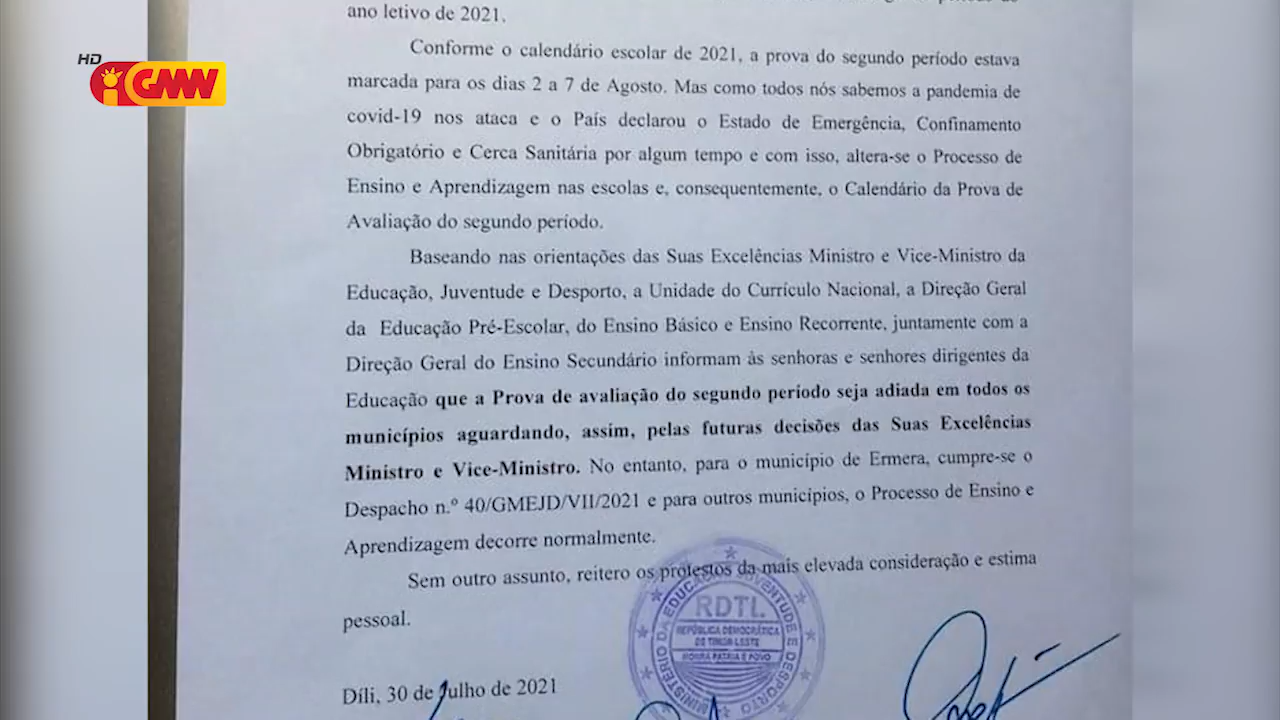 HD
GMN
ano letivo de 2021.
Conforme o calendário escolar de 2021, a prova do segundo período estava
marcada para os dias 2 a 7 de Agosto. Mas como todos nós sabemos a pandemia de
covid-19 nos ataca e o País declarou o Estado de Emergência, Confinamento
Obrigatório e Cerca Sanitária por algum tempo e com isso, altera-se o Processo de
Ensino e Aprendizagem nas escolas e, consequentemente, o Calendário da Prova de
Avaliação do segundo período.
Baseando nas orientações das Suas Excelências Ministro e Vice-Ministro da
Educação, Juventude e Desporto, a Unidade do Currículo Nacional, a Direção Geral
da Educação Pré-Escolar, do Ensino Básico e Ensino Recorrente, juntamente com a
Direção Geral do Ensino Secundário informam às senhoras e senhores dirigentes da
Educação que a Prova de avaliação do segundo período seja adiada em todos os
municípios aguardando, assim, pelas futuras decisões das Suas Excelências
Ministro e Vice-Ministro. No entanto, para o município de Ermera, cumpre-se o
Despacho n.º 40/GMEJD/VII/2021 e para outros municípios, o Processo de Ensino e
Aprendizagem decorre normalmente.
Sem outro assunto, reitero os protestos da mais elevada consideração e estima
pessoal.
MINISTÉRIO DA EDUCAÇÃO JUVENTUDE E DESPORTO
RDTL
REPÚBLICA DEMOCRÁTICA
DE TIMOR-LESTE
HONRA PÁTRIA E POVO
Díli, 30 de Julho de 2021